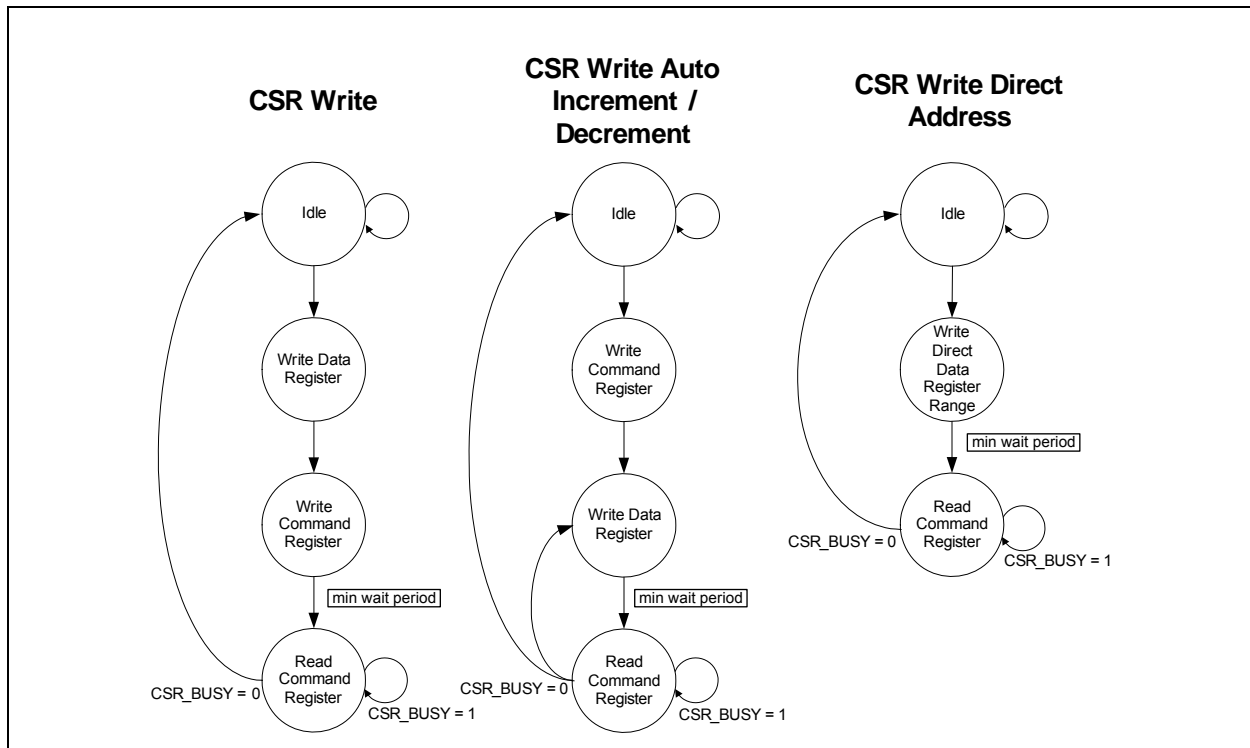 CSR Write
Idle
Write Data
Register
Write
Command
Register
min wait period
Read
Command
Register
CSR_BUSY = 0
CSR_BUSY = 1
CSR Write Auto
Increment /
Decrement
Idle
Write
Command
Register
Write Data
Register
min wait period
Read
Command
Register
CSR_BUSY = 0
CSR_BUSY = 1
CSR Write Direct
Address
Idle
Write
Direct
Data
Register
Range
min wait period
Read
Command
Register
CSR_BUSY = 0
CSR_BUSY = 1